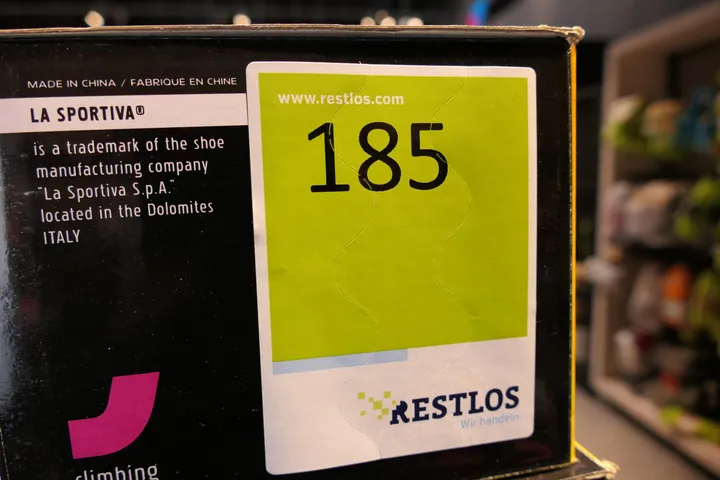 MADE IN CHINA / FABRIQUE EN CHINE
LA SPORTIVA®
is a trademark of the shoe
manufacturing company
"La Sportiva S.p.A."
located in the Dolomites
ITALY
climbing
www.restlos.com
185
RESTLOS
Wir handeln